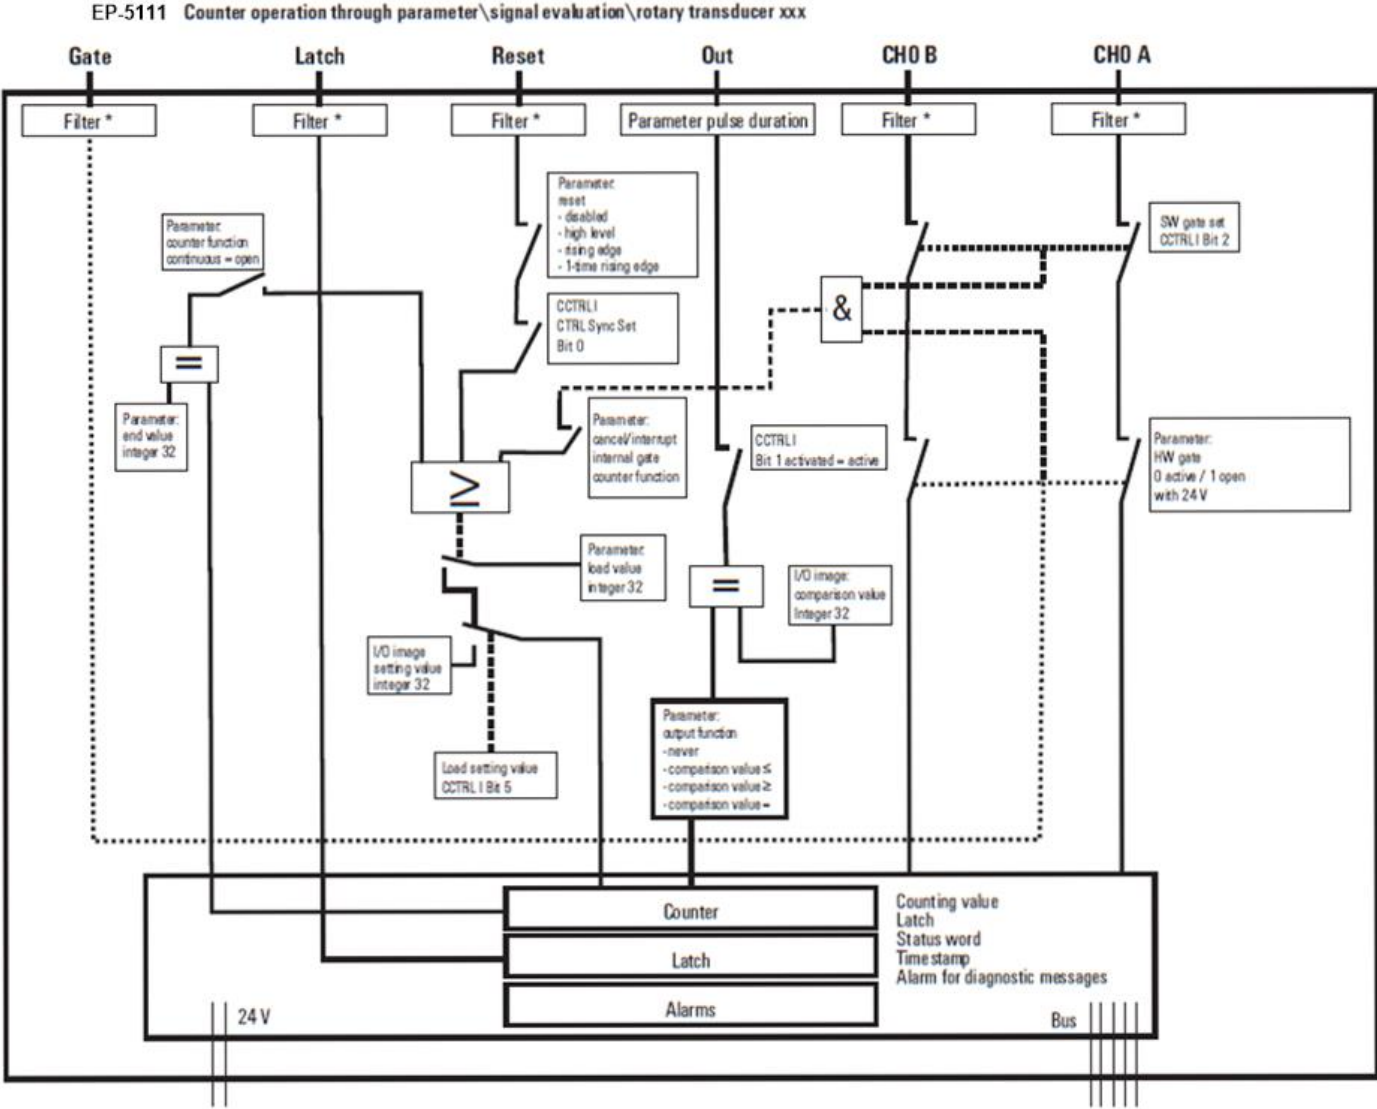 EP-5111 Counter operation through parameter\signal evaluation\rotary transducer xxx
Gate
Latch
Reset
Out
CH0 B
CH0 A
Filter *
Filter *
Filter *
Parameter pulse duration
Filter *
Filter *
Parameter:
counter function
continuous = open
Parameter:
reset
- disabled
- high level
- rising edge
- 1-time rising edge
SW gate set
CCTRL I Bit 2
CCTRL I
CTRL Sync Set
Bit 0
&
=
Parameter:
end value
integer 32
Parameter:
cancel/interrupt
internal gate
counter function
CCTRL I
Bit 1 activated = active
Parameter:
HW gate
0 active / 1 open
with 24 V
≥
Parameter:
load value
integer 32
=
I/O image:
comparison value
Integer 32
I/O image
setting value
integer 32
Load setting value
CCTRL I Bit 5
Parameter:
output function
-never
-comparison value ≤
-comparison value ≥
-comparison value =
Counter
Latch
Alarms
Counting value
Latch
Status word
Time stamp
Alarm for diagnostic messages
24 V
Bus